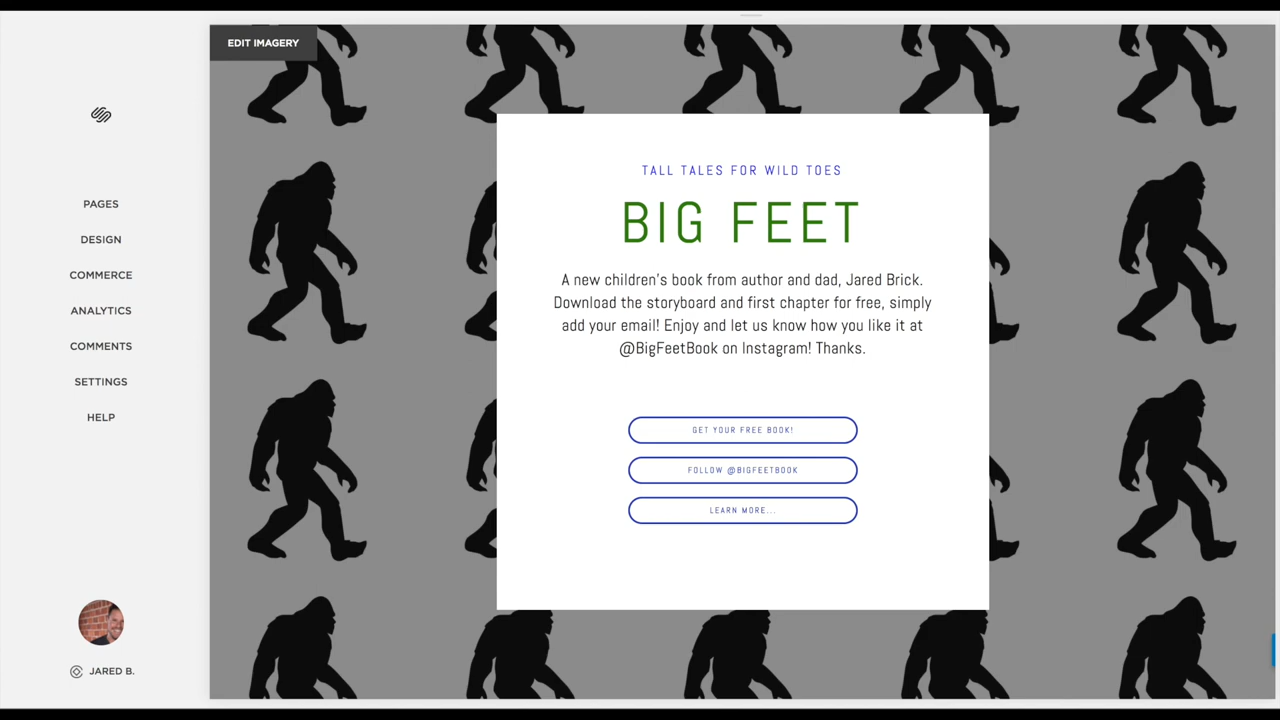 EDIT IMAGERY
PAGES
DESIGN
COMMERCE
ANALYTICS
COMMENTS
SETTINGS
HELP
JARED B.
TALL TALES FOR WILD TOES
BIG FEET
A new children's book from author and dad, Jared Brick.
Download the storyboard and first chapter for free, simply
add your email! Enjoy and let us know how you like it at
@BigFeetBook on Instagram! Thanks.
GET YOUR FREE BOOK!
FOLLOW @BIGFEETBOOK
LEARN MORE...